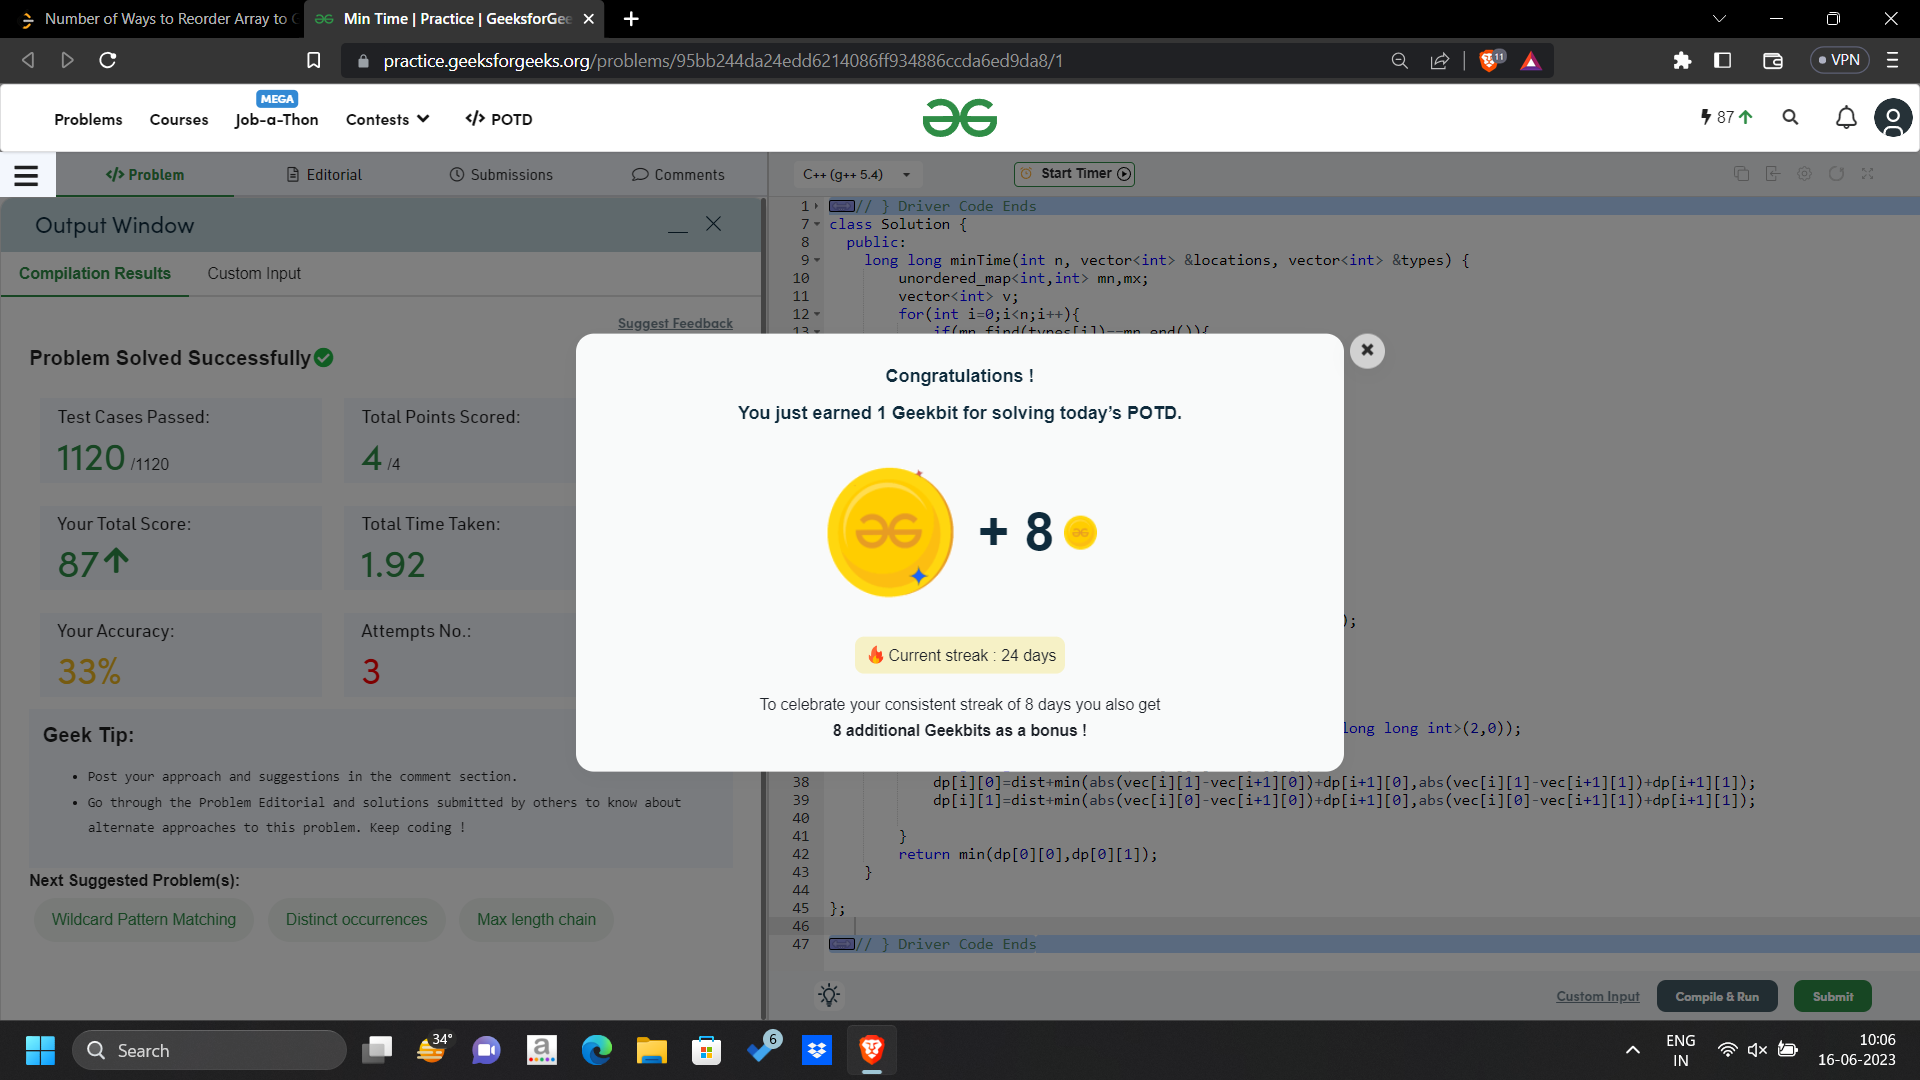 Number of Ways to Reorder Array to
Min Time | Practice | GeeksforGee
practice.geeksforgeeks.org/problems/95bb244da24edd6214086ff934886ccda6ed9da8/1
11
VPN
Problems
Courses
MEGA
Job-a-Thon
Contests
</> POTD
87
</> Problem
Editorial
Submissions
Comments
C++ (g++ 5.4)
Start Timer
Output Window
Compilation Results
Custom Input
Suggest Feedback
Problem Solved Successfully
Test Cases Passed:
1120 /1120
Total Points Scored:
4 /4
Your Total Score:
87
Total Time Taken:
1.92
Your Accuracy:
33%
Attempts No.:
3
Geek Tip:
• Post your approach and suggestions in the comment section.
• Go through the Problem Editorial and solutions submitted by others to know about
alternate approaches to this problem. Keep coding !
Next Suggested Problem(s):
Wildcard Pattern Matching
Distinct occurrences
Max length chain
1 // } Driver Code Ends
7 class Solution {
8 public:
9 long long minTime(int n, vector<int> &locations, vector<int> &types) {
10 unordered_map<int,int> mn,mx;
11 vector<int> v;
12 for(int i=0;i<n;i++){
13 if(mn.find(types[i])==mn.end()){
Congratulations !
You just earned 1 Geekbit for solving today's POTD.
+ 8
Current streak : 24 days
To celebrate your consistent streak of 8 days you also get
8 additional Geekbits as a bonus !
);
long long int>(2,0));
38 dp[i][0]=dist+min(abs(vec[i][1]-vec[i+1][0])+dp[i+1][0],abs(vec[i][1]-vec[i+1][1])+dp[i+1][1]);
39 dp[i][1]=dist+min(abs(vec[i][0]-vec[i+1][0])+dp[i+1][0],abs(vec[i][0]-vec[i+1][1])+dp[i+1][1]);
40
41 }
42 return min(dp[0][0],dp[0][1]);
43 }
44
45 };
46
47 // } Driver Code Ends
Custom Input
Compile & Run
Submit
Search
34°
a
6
ENG
IN
10:06
16-06-2023